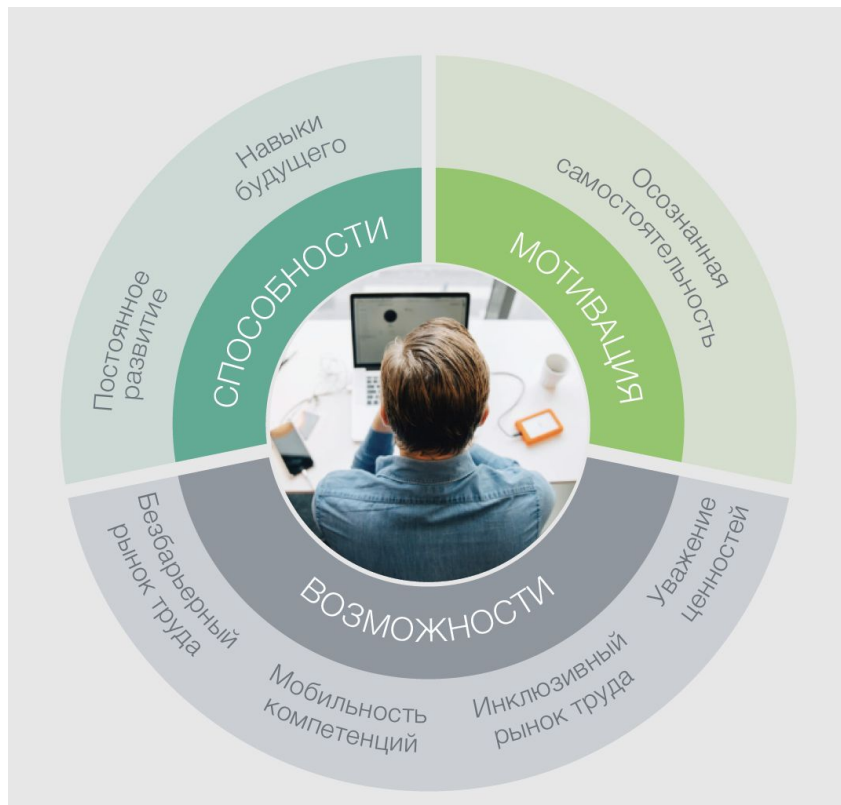 СПОСОБНОСТИ
Навыки
будущего
Постоянное
развитие
МОТИВАЦИЯ
Осознанная
самостоятельность
ВОЗМОЖНОСТИ
Безбарьерный
рынок труда
Мобильность
компетенций
Инклюзивный
рынок труда
Уважение
ценностей